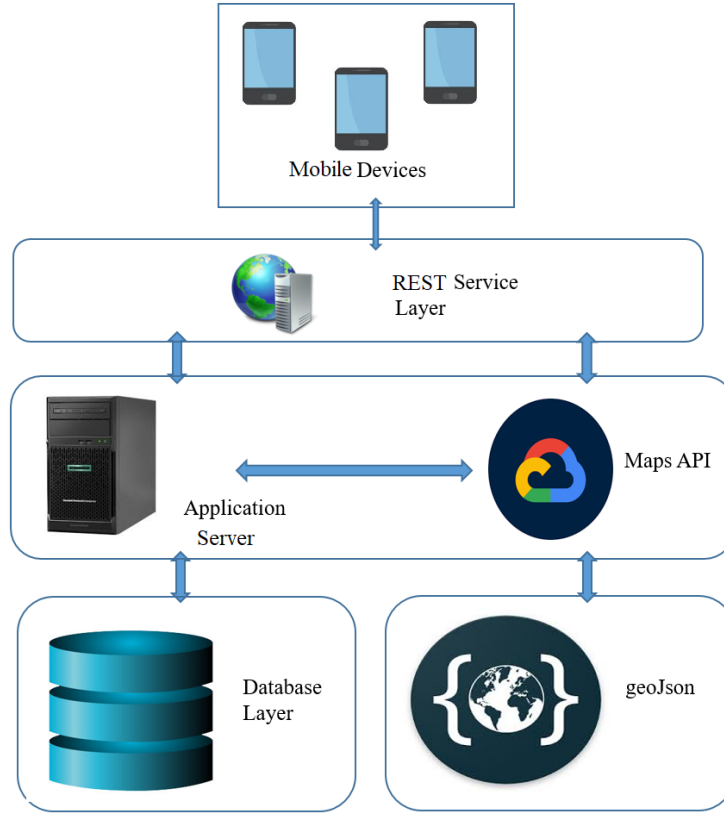 Mobile Devices
REST Service
Layer
Maps API
Application
Server
Database
Layer
geoJson